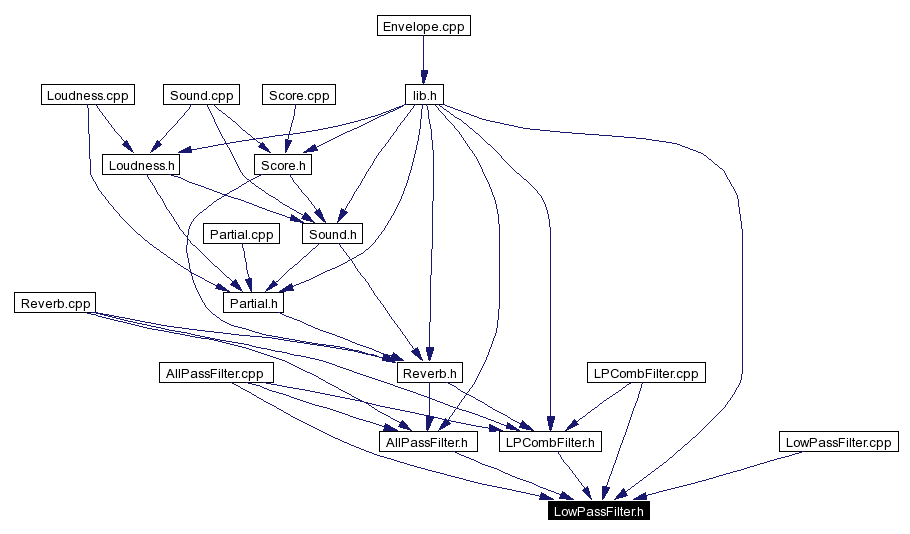 Envelope.cpp
Loudness.cpp
Sound.cpp
Score.cpp
lib.h
Loudness.h
Score.h
Partial.cpp
Sound.h
Reverb.cpp
Partial.h
AllPassFilter.cpp
Reverb.h
LPCombFilter.cpp
AllPassFilter.h
LPCombFilter.h
LowPassFilter.cpp
LowPassFilter.h